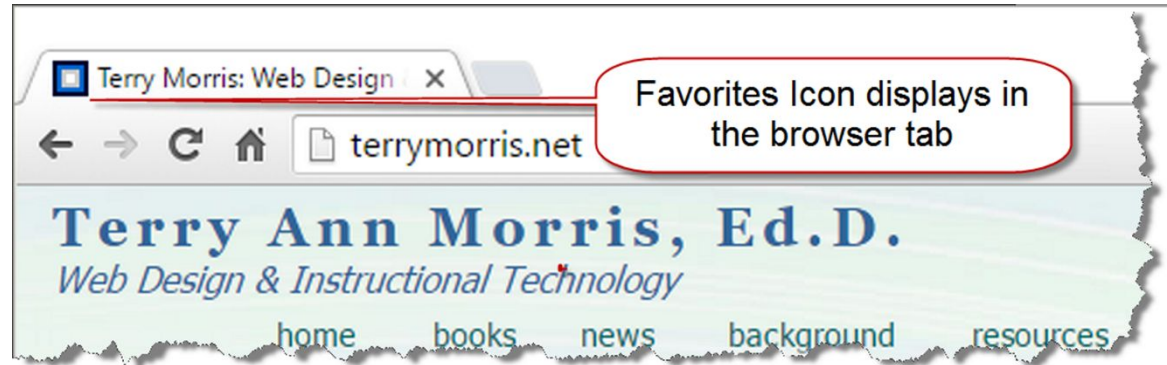 Terry Morris: Web Design
Favorites Icon displays in
the browser tab
terrymorris.net
Terry Ann Morris, Ed.D.
Web Design & Instructional Technology
home books news background resources